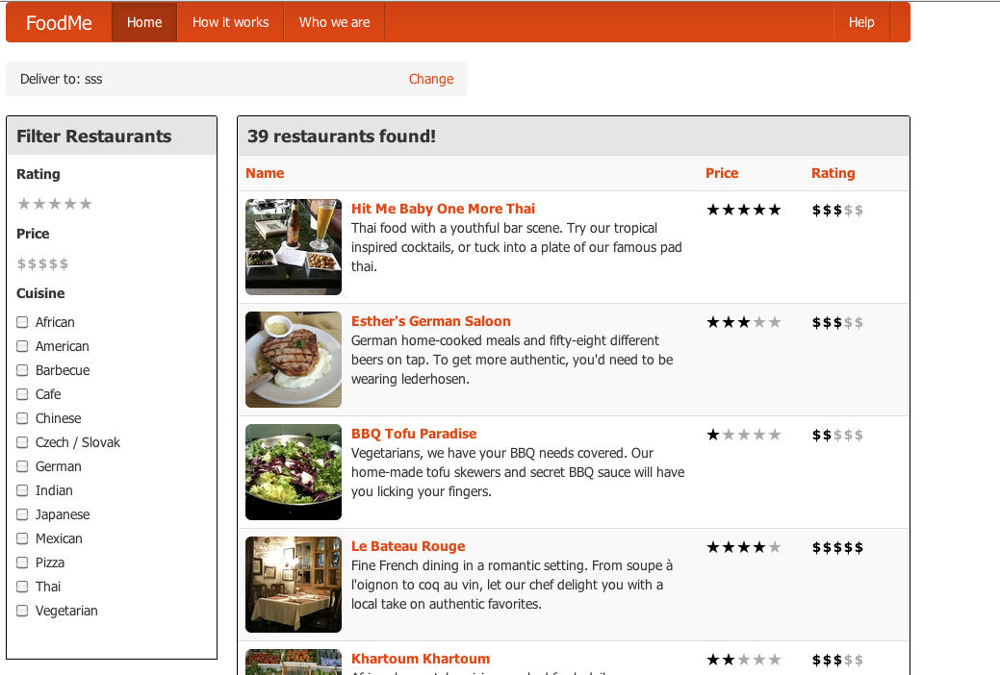 FoodMe Home How it works Who we are Help
Deliver to: sss Change
Filter Restaurants
Rating
★★★★★
Price
$$$$$
Cuisine
African
American
Barbecue
Cafe
Chinese
Czech / Slovak
German
Indian
Japanese
Mexican
Pizza
Thai
Vegetarian
39 restaurants found!
Name Price Rating
Hit Me Baby One More Thai ★★★★★ $$$$$
Thai food with a youthful bar scene. Try our tropical
inspired cocktails, or tuck into a plate of our famous pad
thai.
Esther's German Saloon ★★★★★ $$$$$
German home-cooked meals and fifty-eight different
beers on tap. To get more authentic, you'd need to be
wearing lederhosen.
BBQ Tofu Paradise ★★★★★ $$$$$
Vegetarians, we have your BBQ needs covered. Our
home-made tofu skewers and secret BBQ sauce will have
you licking your fingers.
Le Bateau Rouge ★★★★★ $$$$$
Fine French dining in a romantic setting. From soupe à
l'oignon to coq au vin, let our chef delight you with a
local take on authentic favorites.
Khartoum Khartoum ★★★★★ $$$$$